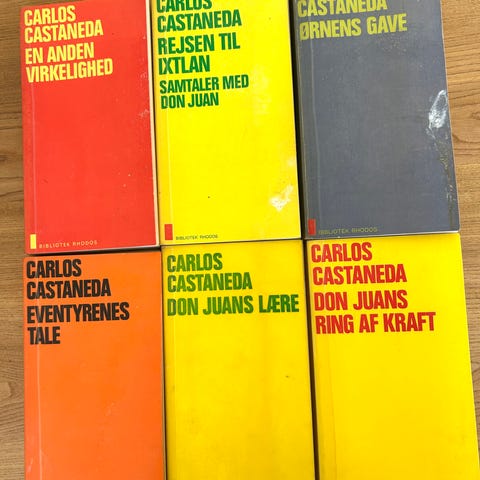 CARLOS
CASTANEDA
EN ANDEN
VIRKELIGHED
BIBLIOTEK RHODOS
CARLOS
CASTANEDA
REJSEN TIL
IXTLAN
SAMTALER MED
DON JUAN
BIBLIOTEK RHODOS
CASTANEDA
ØRNENS GAVE
BIBLIOTEK RHODOS
CARLOS
CASTANEDA
EVENTYRENES
TALE
CARLOS
CASTANEDA
DON JUANS LÆRE
CARLOS
CASTANEDA
DON JUANS
RING AF KRAFT